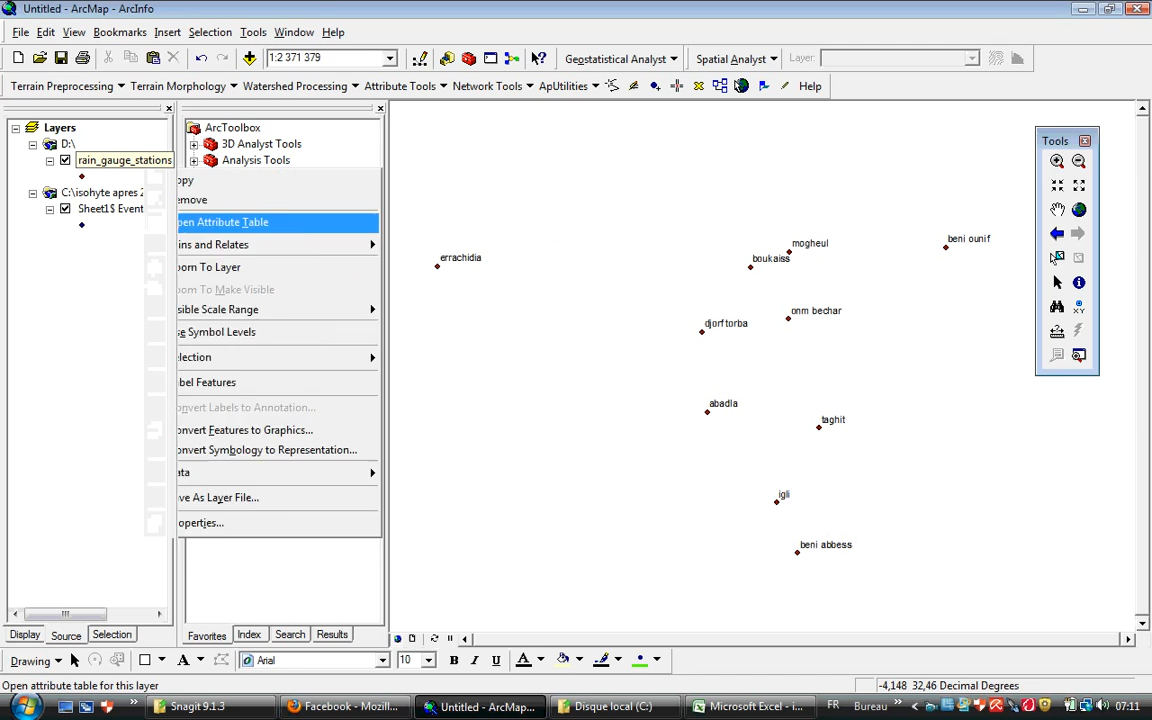 Untitled - ArcMap - ArcInfo
File Edit View Bookmarks Insert Selection Tools Window Help
1:2 371 379 Geostatistical Analyst Spatial Analyst Layer:
Terrain Preprocessing Terrain Morphology Watershed Processing Attribute Tools Network Tools ApUtilities Help
Layers
D:\
rain_gauge_stations
C:\isohyte apres 2
Sheet1$ Event
ArcToolbox
3D Analyst Tools
Analysis Tools
opy
emove
pen Attribute Table
ins and Relates
oom To Layer
oom To Make Visible
sible Scale Range
se Symbol Levels
election
bel Features
onvert Labels to Annotation...
onvert Features to Graphics...
onvert Symbology to Representation...
ata
ve As Layer File...
operties...
errachidia
mogheul
beni ounif
boukaiss
onm bechar
djorf torba
abadla
taghit
igli
beni abbess
Tools
Display Source Selection
Favorites Index Search Results
Drawing Arial 10 B I U A
Open attribute table for this layer
-4,148 32,46 Decimal Degrees
Snagit 9.1.3 Facebook - Mozill... Untitled - ArcMap... Disque local (C:) Microsoft Excel - i... FR Bureau 07:11